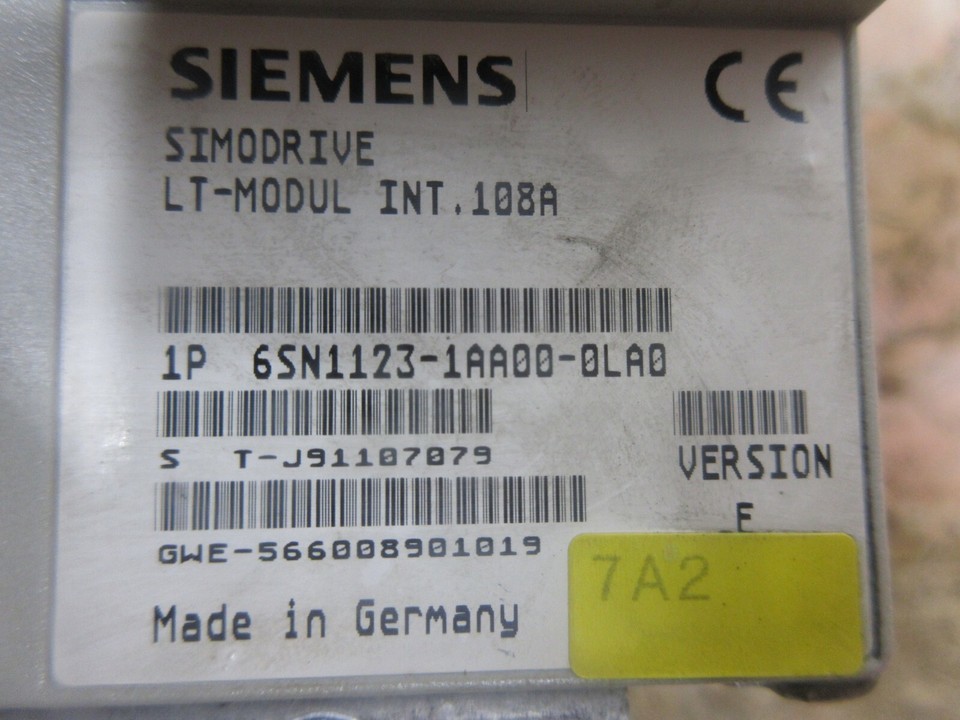 SIEMENS
CE
SIMODRIVE
LT-MODUL INT.108A
1P 6SN1123-1AA00-0LA0
S T-J91107079
VERSION
GWE-566008901019
7A2
Made in Germany